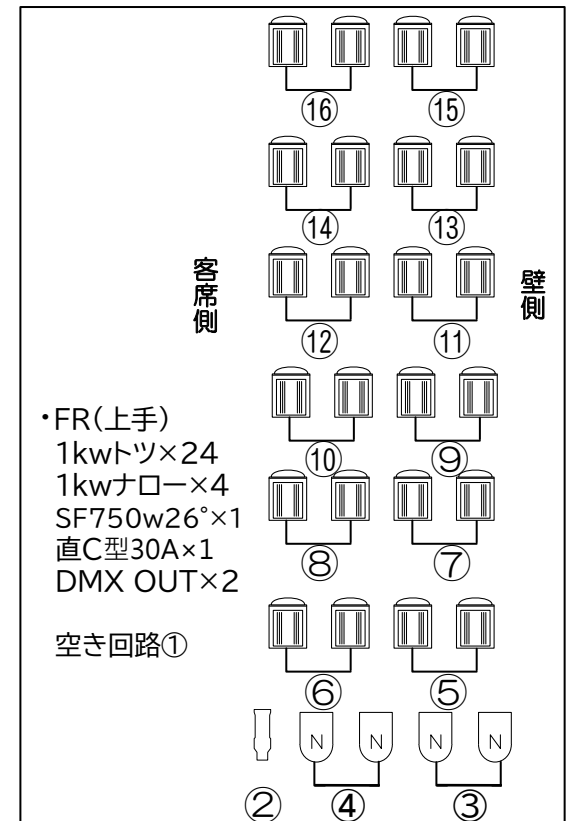 ⑯ ⑮
⑭ ⑬
客席側
壁側
⑫ ⑪
・FR(上手)
1kwトツ×24
1kwナロー×4
SF750w26°×1
直C型30A×1
DMX OUT×2
空き回路①
⑩ ⑨
⑧ ⑦
⑥ ⑤
N N N N
② ④ ③